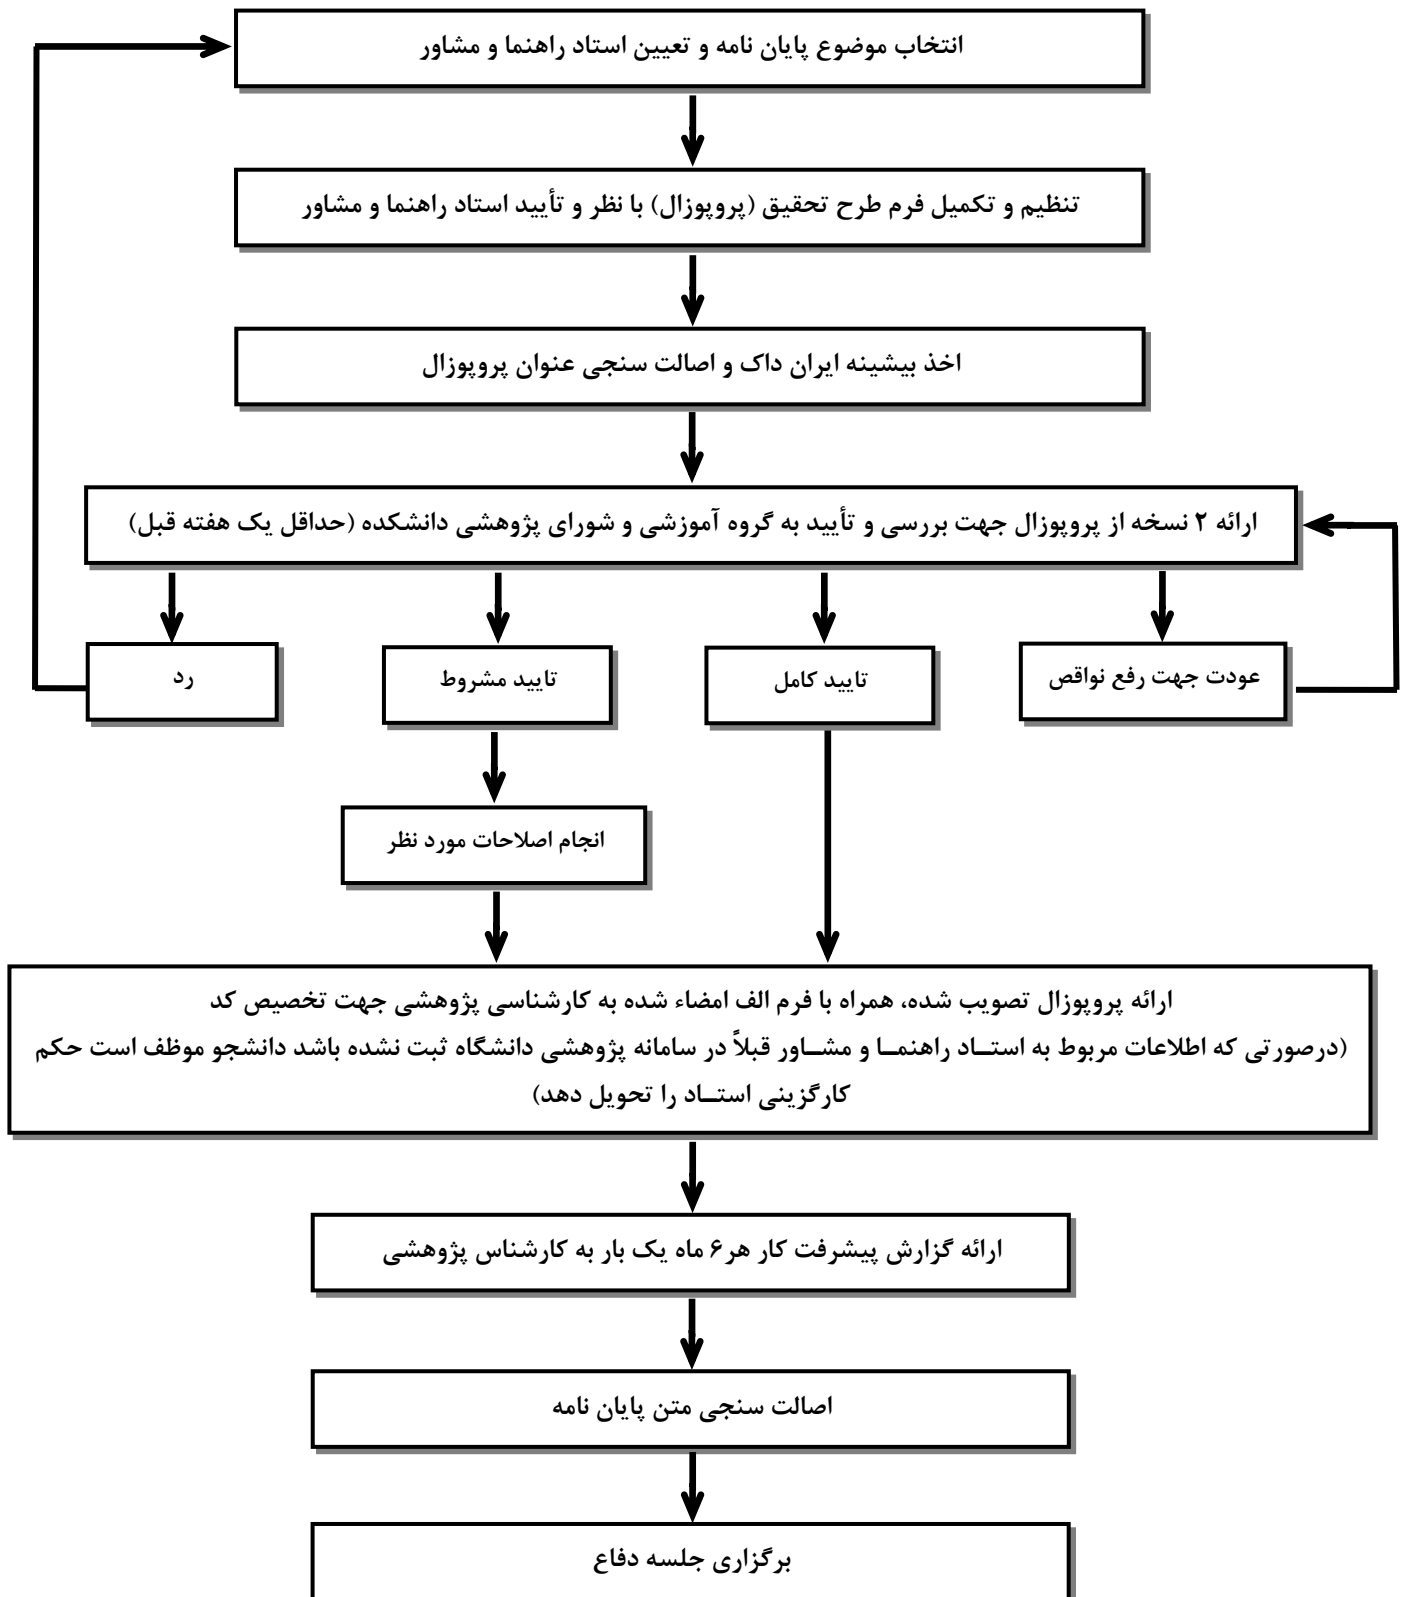 انتخاب موضوع پایان نامه و تعیین استاد راهنما و مشاور
تنظیم و تکمیل فرم طرح تحقیق (پروپوزال) با نظر و تأیید استاد راهنما و مشاور
اخذ بیشینه ایران داک و اصالت سنجی عنوان پروپوزال
ارائه ۲ نسخه از پروپوزال جهت بررسی و تأیید به گروه آموزشی و شورای پژوهشی دانشکده (حداقل یک هفته قبل)
عودت جهت رفع نواقص
تایید کامل
تایید مشروط
رد
انجام اصلاحات مورد نظر
ارائه پروپوزال تصویب شده، همراه با فرم الف امضاء شده به کارشناسی پژوهشی جهت تخصیص کد
(درصورتی که اطلاعات مربوط به استــاد راهنمــا و مشــاور قبلاً در سامانه پژوهشی دانشگاه ثبت نشده باشد دانشجو موظف است حکم
کارگزینی استــاد را تحویل دهد)
ارائه گزارش پیشرفت کار هر۶ ماه یک بار به کارشناس پژوهشی
اصالت سنجی متن پایان نامه
برگزاری جلسه دفاع